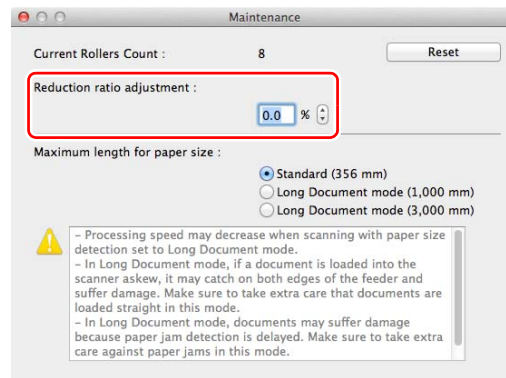 Maintenance
Current Rollers Count : 8 Reset
Reduction ratio adjustment :
0.0 %
Maximum length for paper size :
Standard (356 mm)
Long Document mode (1,000 mm)
Long Document mode (3,000 mm)
– Processing speed may decrease when scanning with paper size
detection set to Long Document mode.
– In Long Document mode, if a document is loaded into the
scanner askew, it may catch on both edges of the feeder and
suffer damage. Make sure to take extra care that documents are
loaded straight in this mode.
– In Long Document mode, documents may suffer damage
because paper jam detection is delayed. Make sure to take extra
care against paper jams in this mode.